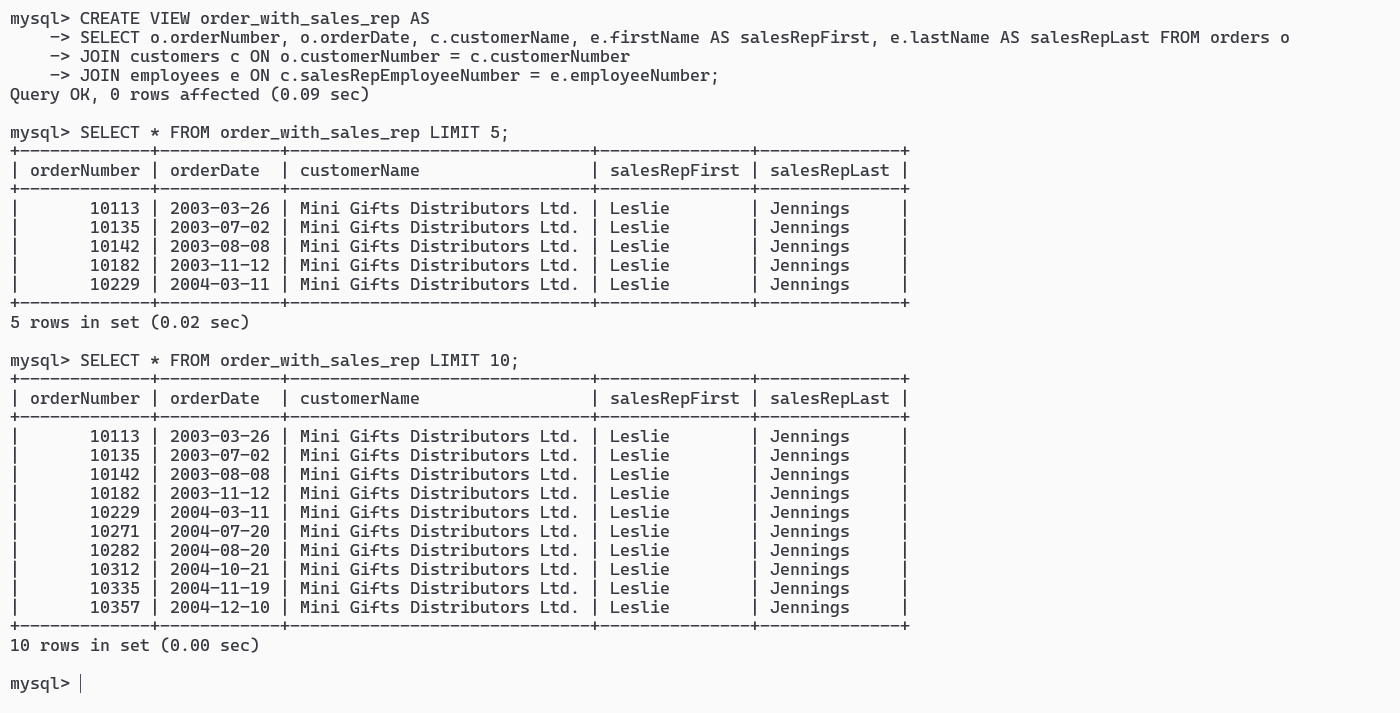 mysql> CREATE VIEW order_with_sales_rep AS
    -> SELECT o.orderNumber, o.orderDate, c.customerName, e.firstName AS salesRepFirst, e.lastName AS salesRepLast FROM orders o
    -> JOIN customers c ON o.customerNumber = c.customerNumber
    -> JOIN employees e ON c.salesRepEmployeeNumber = e.employeeNumber;
Query OK, 0 rows affected (0.09 sec)

mysql> SELECT * FROM order_with_sales_rep LIMIT 5;
+-------------+------------+------------------------------+---------------+--------------+
| orderNumber | orderDate  | customerName                 | salesRepFirst | salesRepLast |
+-------------+------------+------------------------------+---------------+--------------+
|       10113 | 2003-03-26 | Mini Gifts Distributors Ltd. | Leslie        | Jennings     |
|       10135 | 2003-07-02 | Mini Gifts Distributors Ltd. | Leslie        | Jennings     |
|       10142 | 2003-08-08 | Mini Gifts Distributors Ltd. | Leslie        | Jennings     |
|       10182 | 2003-11-12 | Mini Gifts Distributors Ltd. | Leslie        | Jennings     |
|       10229 | 2004-03-11 | Mini Gifts Distributors Ltd. | Leslie        | Jennings     |
+-------------+------------+------------------------------+---------------+--------------+
5 rows in set (0.02 sec)

mysql> SELECT * FROM order_with_sales_rep LIMIT 10;
+-------------+------------+------------------------------+---------------+--------------+
| orderNumber | orderDate  | customerName                 | salesRepFirst | salesRepLast |
+-------------+------------+------------------------------+---------------+--------------+
|       10113 | 2003-03-26 | Mini Gifts Distributors Ltd. | Leslie        | Jennings     |
|       10135 | 2003-07-02 | Mini Gifts Distributors Ltd. | Leslie        | Jennings     |
|       10142 | 2003-08-08 | Mini Gifts Distributors Ltd. | Leslie        | Jennings     |
|       10182 | 2003-11-12 | Mini Gifts Distributors Ltd. | Leslie        | Jennings     |
|       10229 | 2004-03-11 | Mini Gifts Distributors Ltd. | Leslie        | Jennings     |
|       10271 | 2004-07-20 | Mini Gifts Distributors Ltd. | Leslie        | Jennings     |
|       10282 | 2004-08-20 | Mini Gifts Distributors Ltd. | Leslie        | Jennings     |
|       10312 | 2004-10-21 | Mini Gifts Distributors Ltd. | Leslie        | Jennings     |
|       10335 | 2004-11-19 | Mini Gifts Distributors Ltd. | Leslie        | Jennings     |
|       10357 | 2004-12-10 | Mini Gifts Distributors Ltd. | Leslie        | Jennings     |
+-------------+------------+------------------------------+---------------+--------------+
10 rows in set (0.00 sec)

mysql>